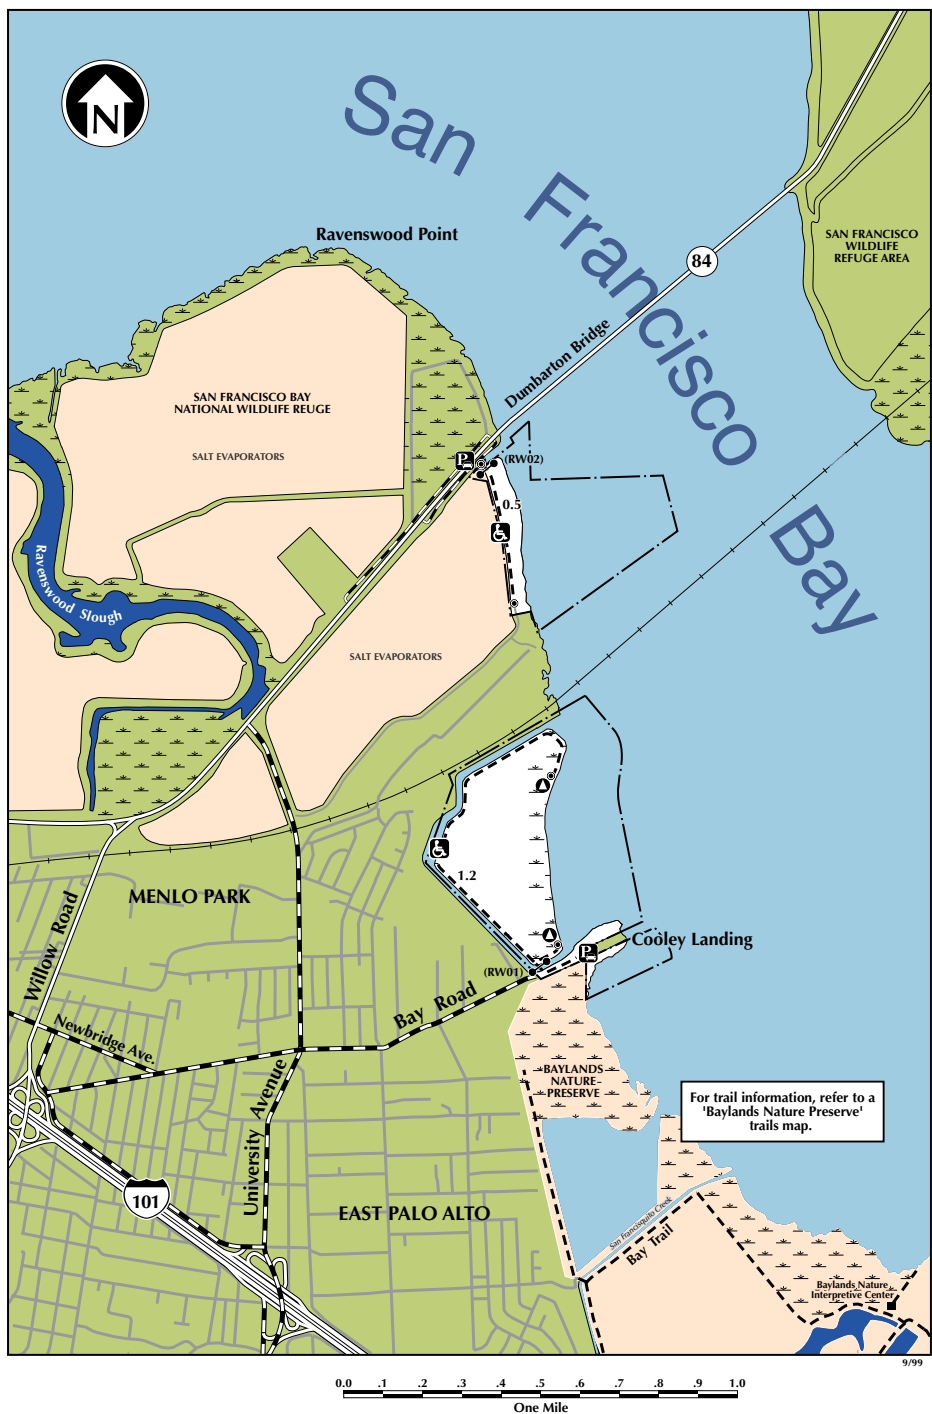 San
Francisco
Bay
N
Ravenswood Point
84
SAN FRANCISCO
WILDLIFE
REFUGE AREA
Dumbarton Bridge
SAN FRANCISCO BAY
NATIONAL WILDLIFE REUGE
SALT EVAPORATORS
P
(RW02)
0.5
Ravenswood Slough
SALT EVAPORATORS
1.2
MENLO PARK
Willow Road
P
Cooley Landing
(RW01)
Bay Road
Newbridge Ave.
University Avenue
BAYLANDS
NATURE
PRESERVE
For trail information, refer to a
'Baylands Nature Preserve'
trails map.
101
EAST PALO ALTO
San Francisquito Creek
Bay Trail
Baylands Nature
Interpretive Center
9/99
0.0 .1 .2 .3 .4 .5 .6 .7 .8 .9 1.0
One Mile